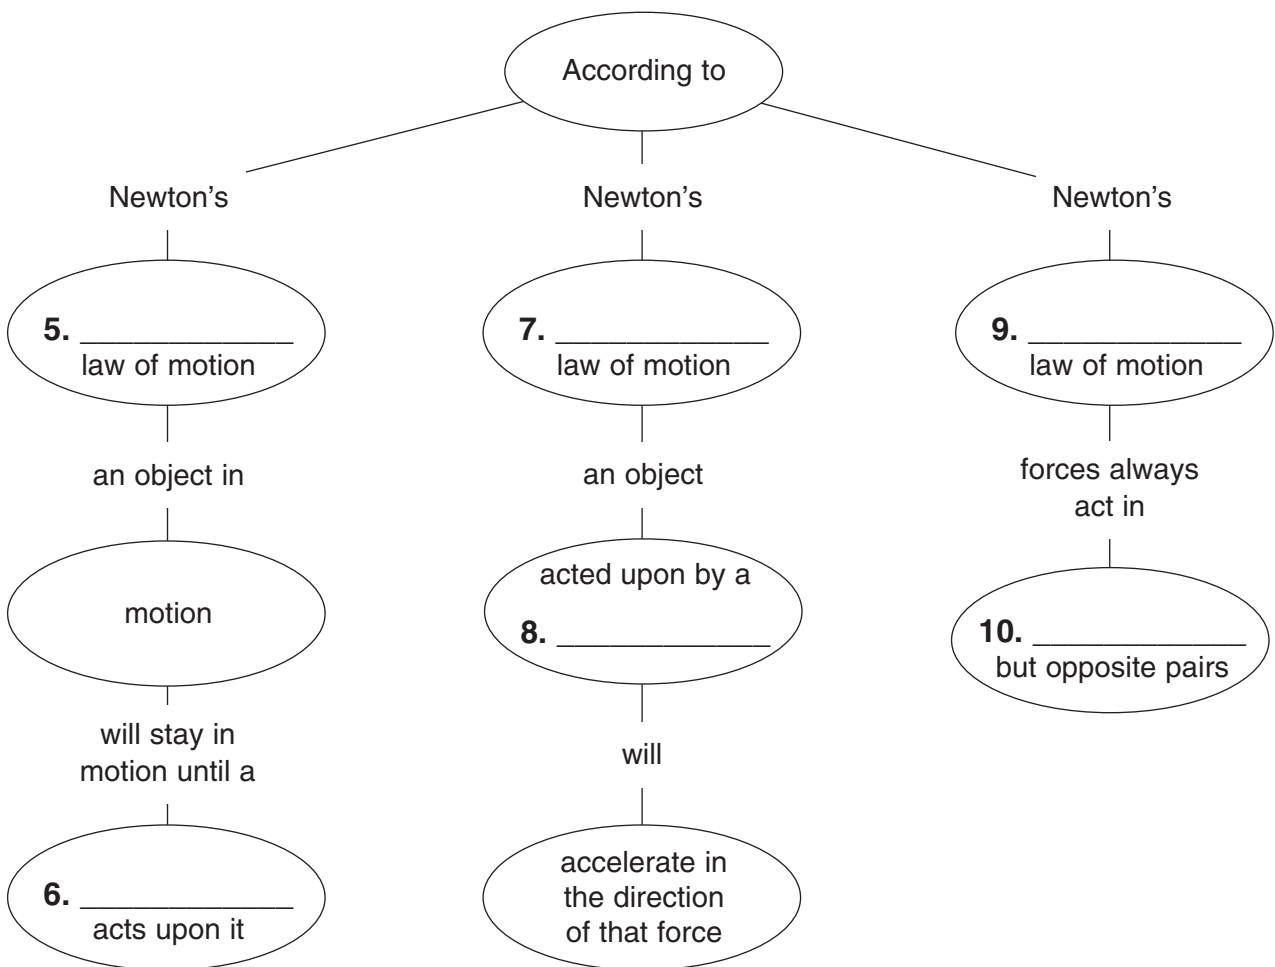 According to
Newton's
5. ____________
law of motion
an object in
motion
will stay in
motion until a
6. ____________
acts upon it
Newton's
7. ____________
law of motion
an object
acted upon by a
8. ____________
will
accelerate in
the direction
of that force
Newton's
9. ____________
law of motion
forces always
act in
10. ____________
but opposite pairs